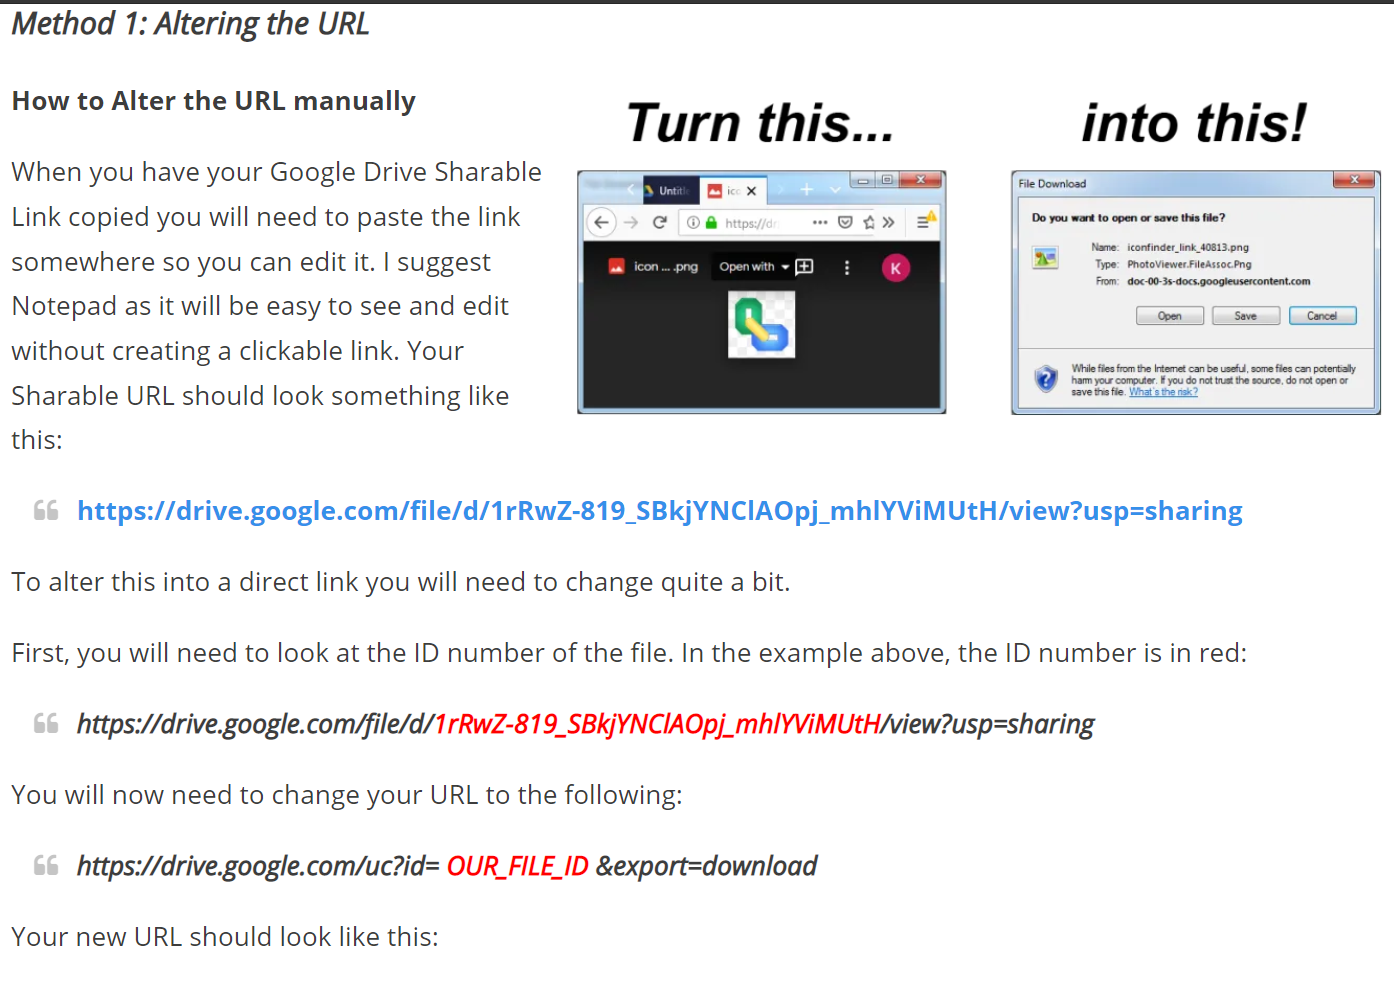 Method 1: Altering the URL
How to Alter the URL manually
When you have your Google Drive Sharable
Link copied you will need to paste the link
somewhere so you can edit it. I suggest
Notepad as it will be easy to see and edit
without creating a clickable link. Your
Sharable URL should look something like
this:
Turn this...
into this!
Untitl
ico
https://dr
icon ... .png Open with
K
File Download
Do you want to open or save this file?
Name: iconfinder_link_40813.png
Type: PhotoViewer.FileAssoc.Png
From: doc-00-3s-docs.googleusercontent.com
Open Save Cancel
While files from the Internet can be useful, some files can potentially
harm your computer. If you do not trust the source, do not open or
save this file. What's the risk?
https://drive.google.com/file/d/1rRwZ-819_SBkjYNClAOpj_mhlYViMUtH/view?usp=sharing
To alter this into a direct link you will need to change quite a bit.
First, you will need to look at the ID number of the file. In the example above, the ID number is in red:
https://drive.google.com/file/d/1rRwZ-819_SBkjYNClAOpj_mhlYViMUtH/view?usp=sharing
You will now need to change your URL to the following:
https://drive.google.com/uc?id= OUR_FILE_ID &export=download
Your new URL should look like this: